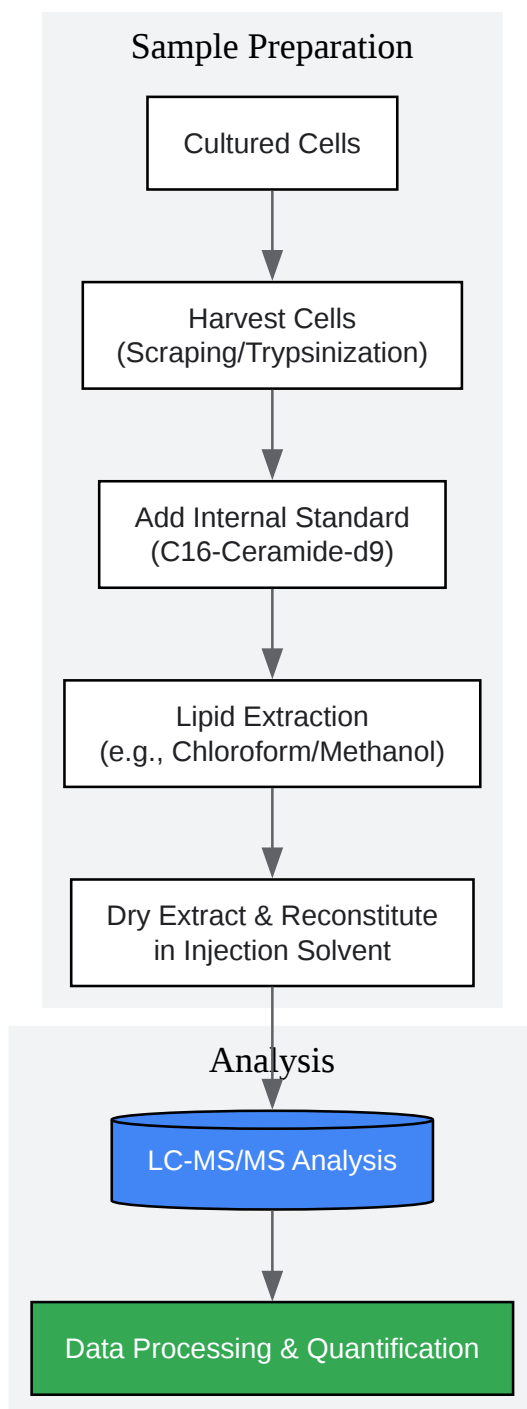 Sample Preparation
Cultured Cells
Harvest Cells
(Scraping/Trypsinization)
Add Internal Standard
(C16-Ceramide-d9)
Lipid Extraction
(e.g., Chloroform/Methanol)
Dry Extract & Reconstitute
in Injection Solvent
Analysis
LC-MS/MS Analysis
Data Processing & Quantification